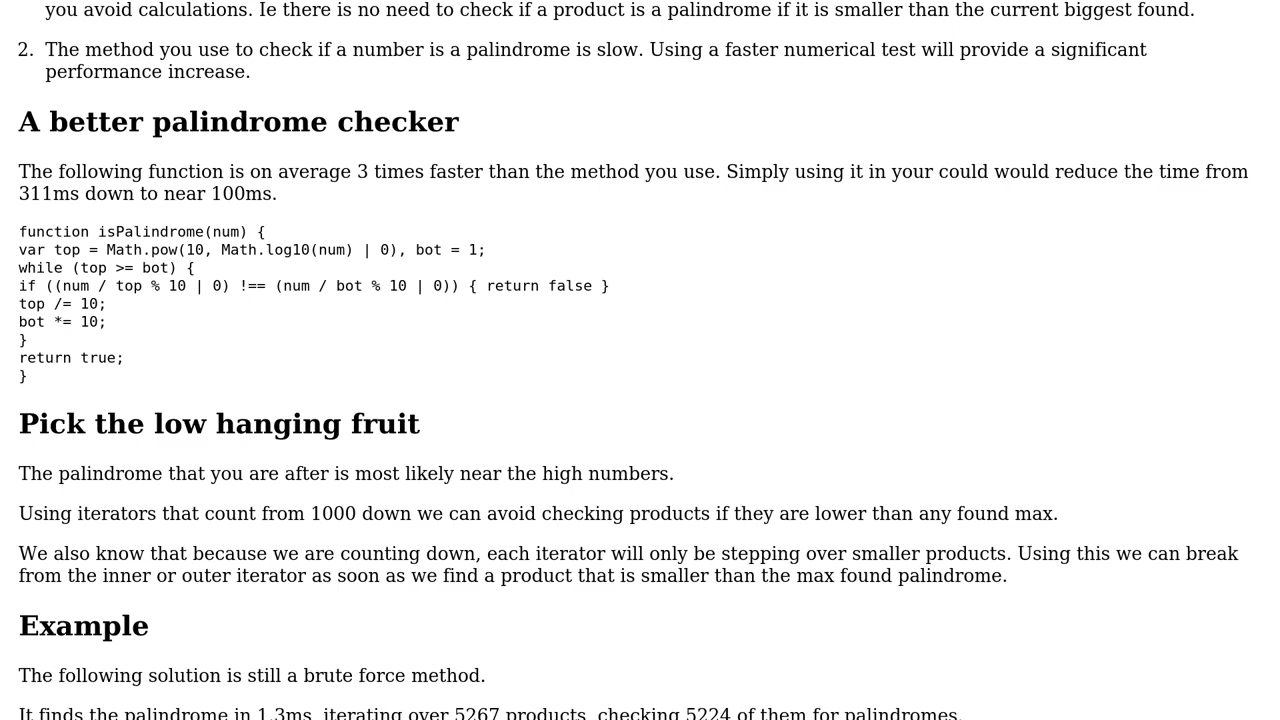 you avoid calculations. Ie there is no need to check if a product is a palindrome if it is smaller than the current biggest found.
2. The method you use to check if a number is a palindrome is slow. Using a faster numerical test will provide a significant
performance increase.
A better palindrome checker
The following function is on average 3 times faster than the method you use. Simply using it in your could would reduce the time from
311ms down to near 100ms.
function isPalindrome(num) {
var top = Math.pow(10, Math.log10(num) | 0), bot = 1;
while (top >= bot) {
if ((num / top % 10 | 0) !== (num / bot % 10 | 0)) { return false }
top /= 10;
bot *= 10;
}
return true;
}
Pick the low hanging fruit
The palindrome that you are after is most likely near the high numbers.
Using iterators that count from 1000 down we can avoid checking products if they are lower than any found max.
We also know that because we are counting down, each iterator will only be stepping over smaller products. Using this we can break
from the inner or outer iterator as soon as we find a product that is smaller than the max found palindrome.
Example
The following solution is still a brute force method.
It finds the palindrome in 1.3ms, iterating over 5267 products, checking 5224 of them for palindromes.